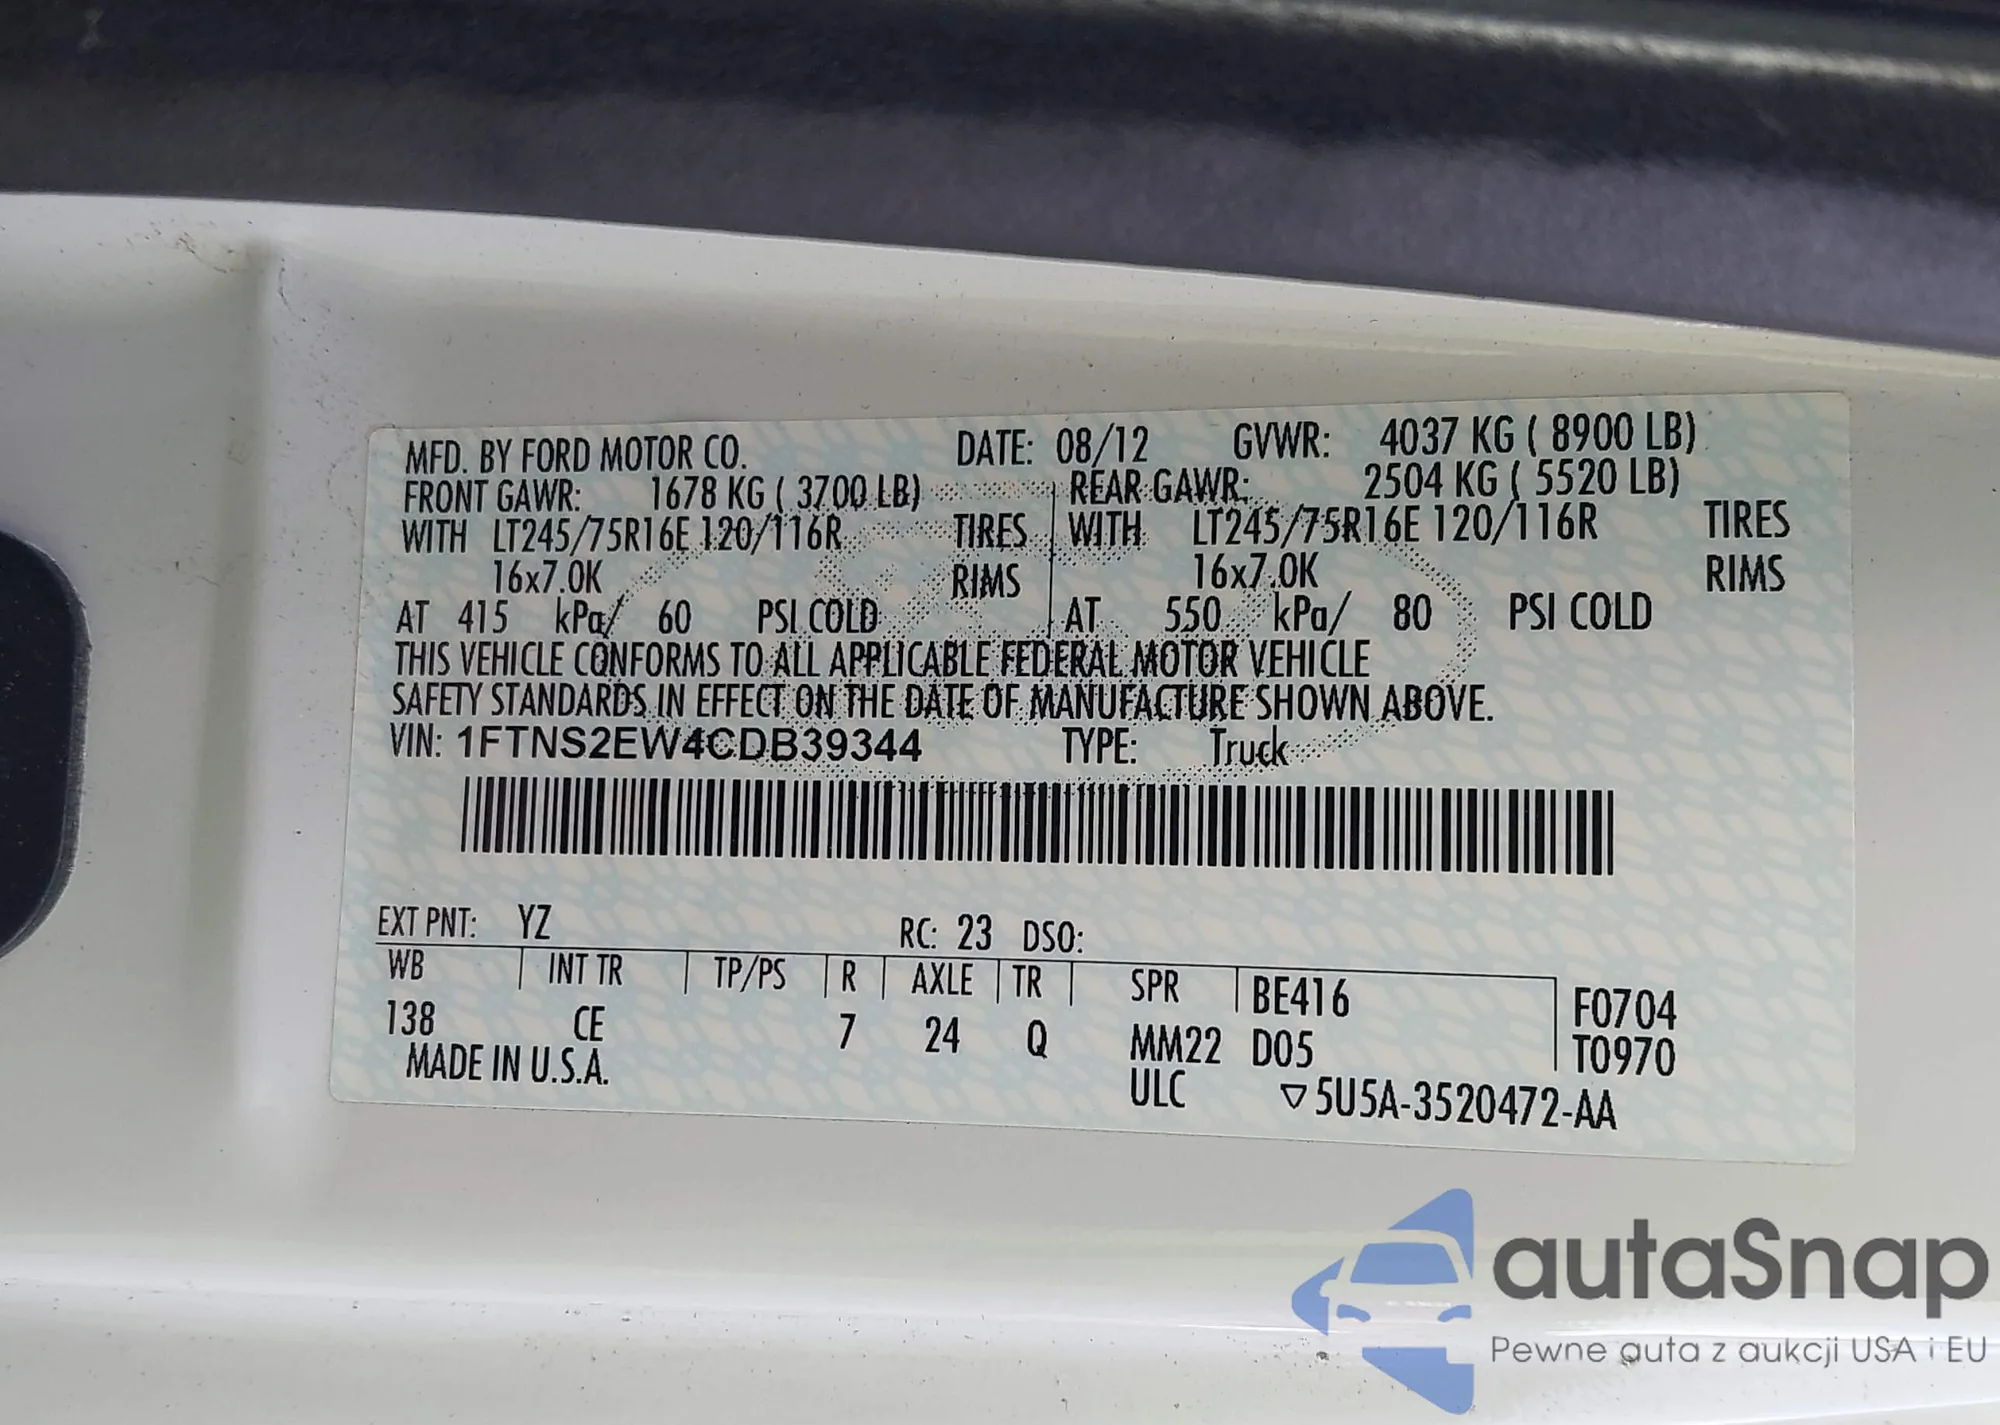 MFD. BY FORD MOTOR CO. DATE: 08/12 GVWR: 4037 KG ( 8900 LB)
FRONT GAWR: 1678 KG ( 3700 LB) REAR GAWR: 2504 KG ( 5520 LB)
WITH LT245/75R16E 120/116R TIRES WITH LT245/75R16E 120/116R TIRES
16x7.0K RIMS 16x7.0K RIMS
AT 415 kPa/ 60 PSI COLD AT 550 kPa/ 80 PSI COLD
THIS VEHICLE CONFORMS TO ALL APPLICABLE FEDERAL MOTOR VEHICLE
SAFETY STANDARDS IN EFFECT ON THE DATE OF MANUFACTURE SHOWN ABOVE.
VIN: 1FTNS2EW4CDB39344 TYPE: Truck
EXT PNT: YZ RC: 23 DSO:
WB INT TR TP/PS R AXLE TR SPR BE416 F0704
138 CE 7 24 Q MM22 D05 T0970
MADE IN U.S.A. ULC ▽5U5A-3520472-AA
autaSnap
Pewne auta z aukcji USA i EU